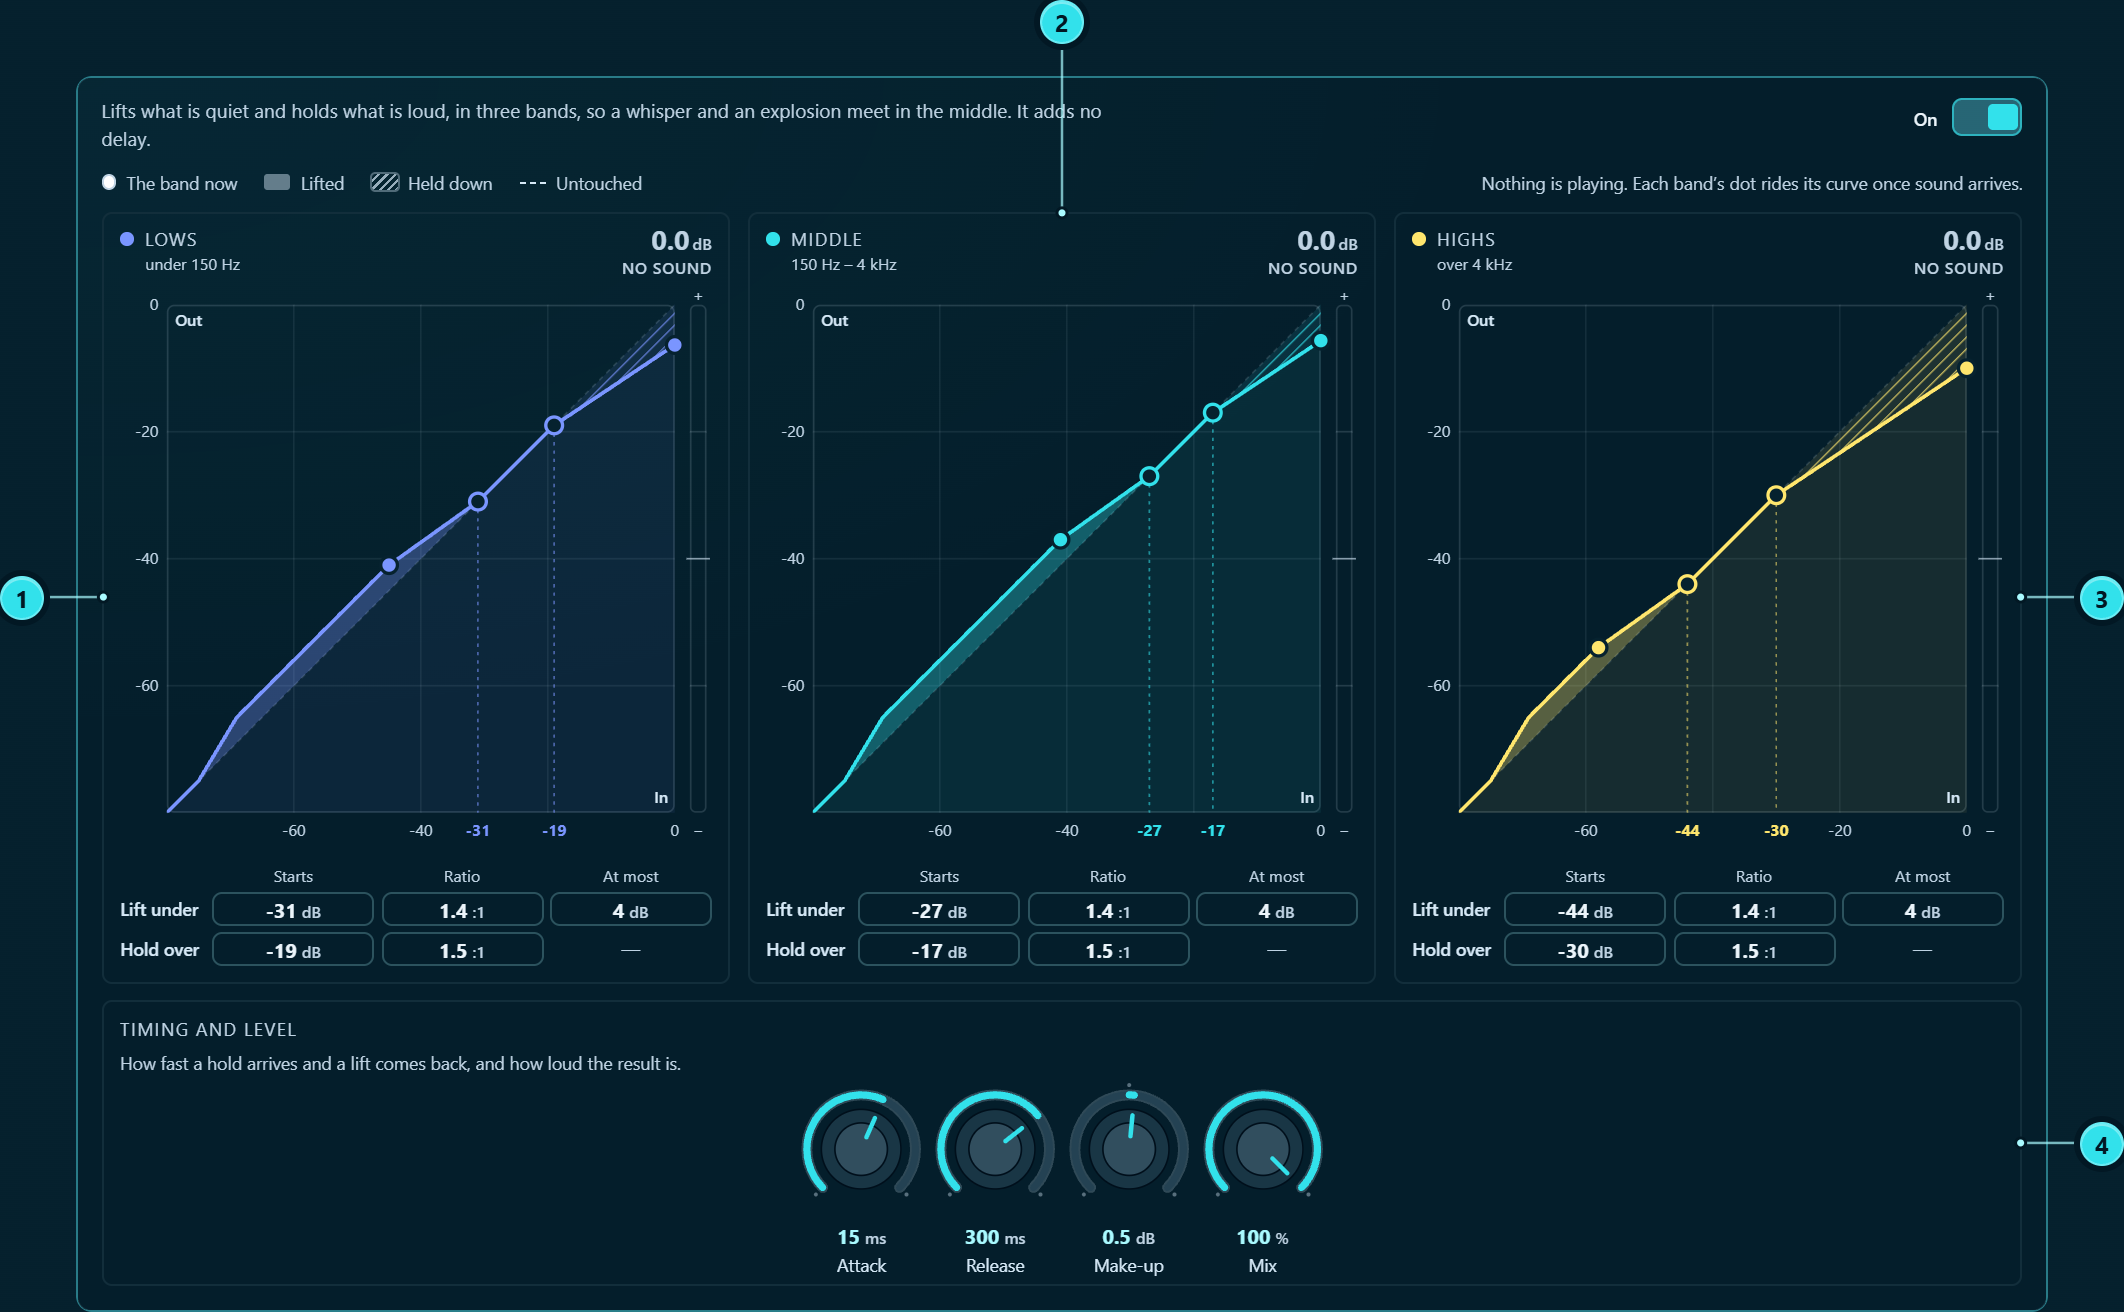 2
Lifts what is quiet and holds what is loud, in three bands, so a whisper and an explosion meet in the middle. It adds no
delay.
On
The band now Lifted Held down Untouched
Nothing is playing. Each band’s dot rides its curve once sound arrives.
LOWS
under 150 Hz
0.0 dB
NO SOUND
+
0
Out
-20
-40
-60
In
-60 -40 -31 -19 0 –
Starts Ratio At most
Lift under -31 dB 1.4 :1 4 dB
Hold over -19 dB 1.5 :1 —
1
MIDDLE
150 Hz – 4 kHz
0.0 dB
NO SOUND
+
0
Out
-20
-40
-60
In
-60 -40 -27 -17 0 –
Starts Ratio At most
Lift under -27 dB 1.4 :1 4 dB
Hold over -17 dB 1.5 :1 —
HIGHS
over 4 kHz
0.0 dB
NO SOUND
+
0
Out
-20
-40
-60
In
-60 -44 -30 -20 0 –
Starts Ratio At most
Lift under -44 dB 1.4 :1 4 dB
Hold over -30 dB 1.5 :1 —
3
TIMING AND LEVEL
How fast a hold arrives and a lift comes back, and how loud the result is.
4
15 ms 300 ms 0.5 dB 100 %
Attack Release Make-up Mix